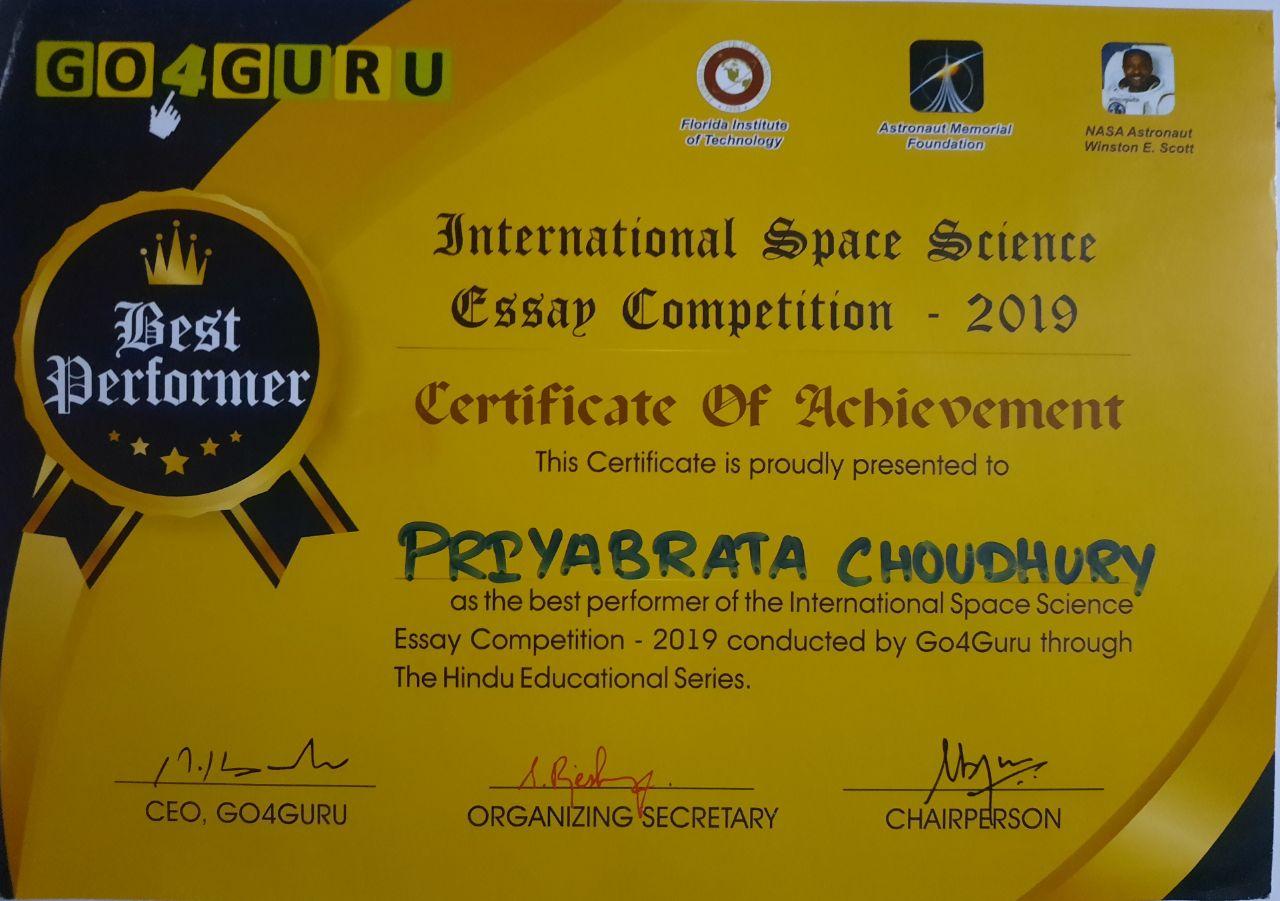 GO4GURU
Florida Institute
of Technology
Astronaut Memorial
Foundation
NASA Astronaut
Winston E. Scott
International Space Science
Essay Competition - 2019
Best
Performer
Certificate Of Achievement
This Certificate is proudly presented to
PRIYABRATA CHOUDHURY
as the best performer of the International Space Science
Essay Competition - 2019 conducted by Go4Guru through
The Hindu Educational Series.
CEO, GO4GURU
ORGANIZING SECRETARY
CHAIRPERSON